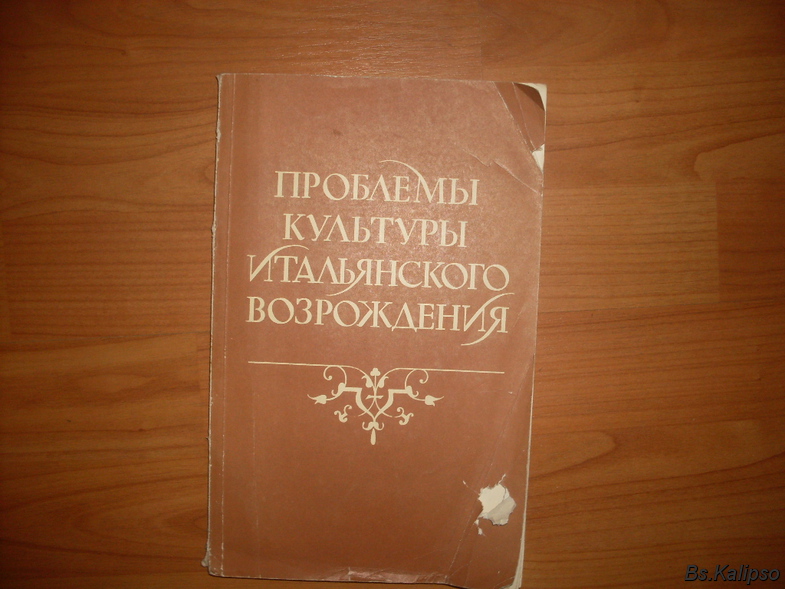 ПРОБЛЕМЫ
КУЛЬТУРЫ
ИТАЛЬЯНСКОГО
ВОЗРОЖДЕНИЯ
Bs.Kalipso